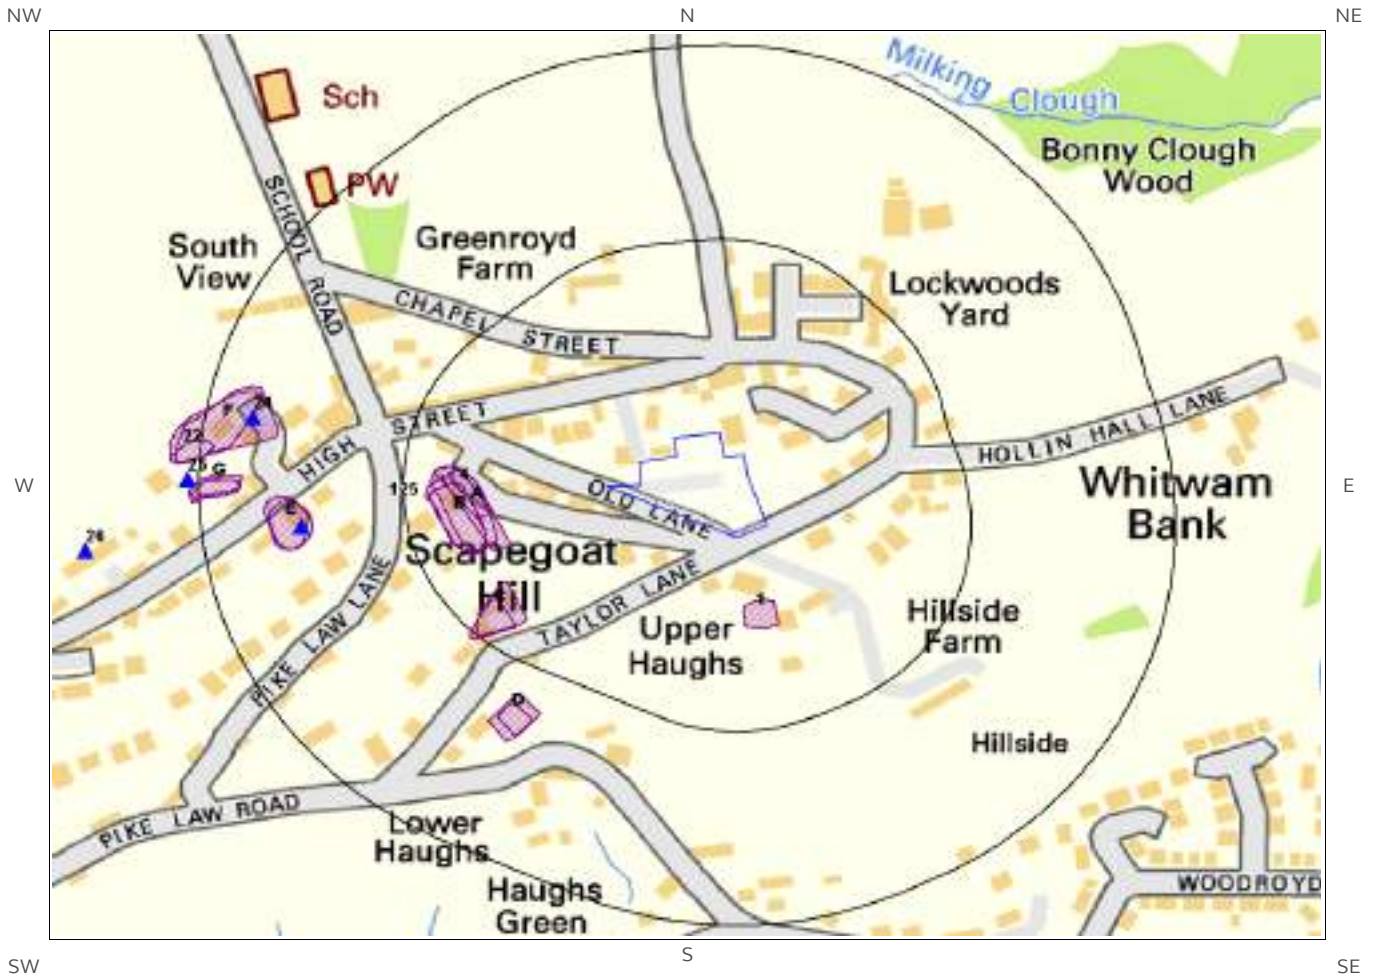 NW
N
NE
Milking
Clough
Sch
Bonny Clough
Wood
PW
SCHOOL ROAD
South
View
Greenroyd
Farm
Lockwoods
Yard
CHAPEL STREET
HIGH STREET
HOLLIN HALL LANE
F
22
G
W
E
125
E
A
OLD LANE
Whitwam
Bank
Scapegoat
Hill
PIKE LAW LANE
TAYLOR LANE
Upper
Haughs
Hillside
Farm
D
Hillside
PIKE LAW ROAD
Lower
Haughs
Haughs
Green
WOODROYD
SW
S
SE